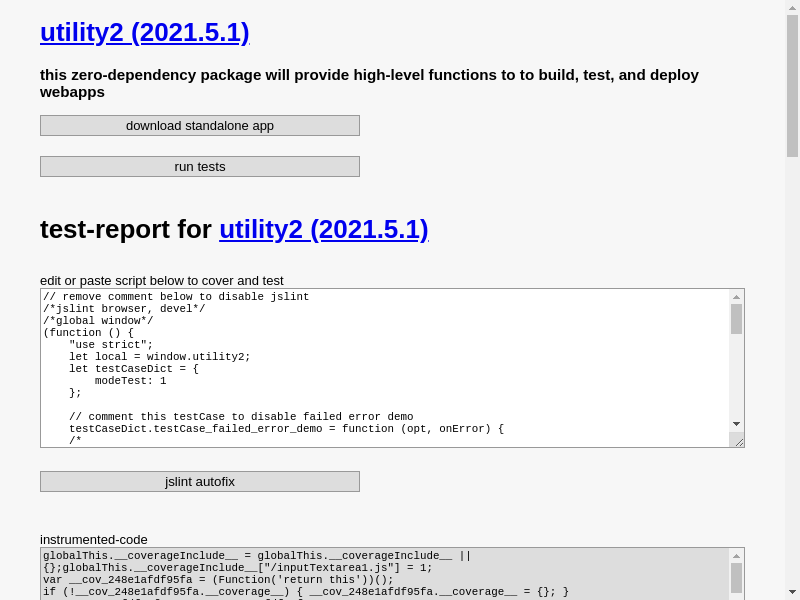 utility2 (2021.5.1)
this zero-dependency package will provide high-level functions to to build, test, and deploy
webapps
download standalone app
run tests
test-report for utility2 (2021.5.1)
edit or paste script below to cover and test
// remove comment below to disable jslint
/*jslint browser, devel*/
/*global window*/
(function () {
    "use strict";
    let local = window.utility2;
    let testCaseDict = {
        modeTest: 1
    };
    // comment this testCase to disable failed error demo
    testCaseDict.testCase_failed_error_demo = function (opt, onError) {
    /*
jslint autofix
instrumented-code
globalThis.__coverageInclude__ = globalThis.__coverageInclude__ ||
{};globalThis.__coverageInclude__["/inputTextarea1.js"] = 1;
var __cov_248e1afdf95fa = (Function('return this'))();
if (!__cov_248e1afdf95fa.__coverage__) { __cov_248e1afdf95fa.__coverage__ = {}; }